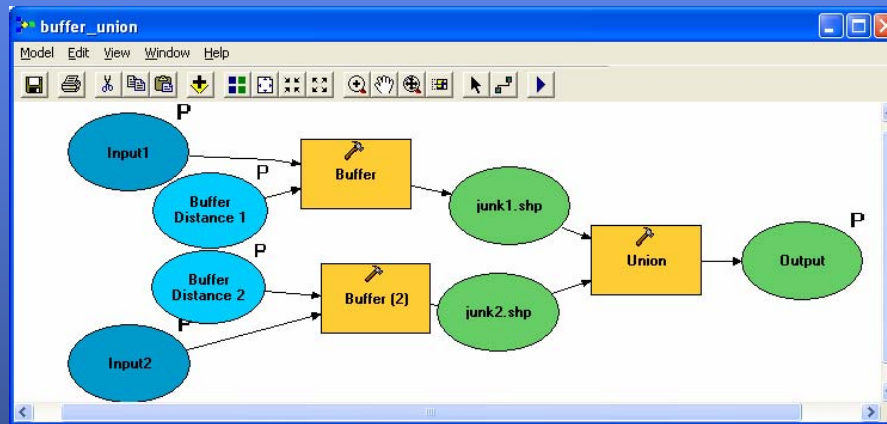 buffer_union
Model Edit View Window Help
P
Input1
Buffer
P
Buffer
Distance 1
junk1.shp
P
Union
Output
P
Buffer
Distance 2
Buffer (2)
junk2.shp
P
Input2